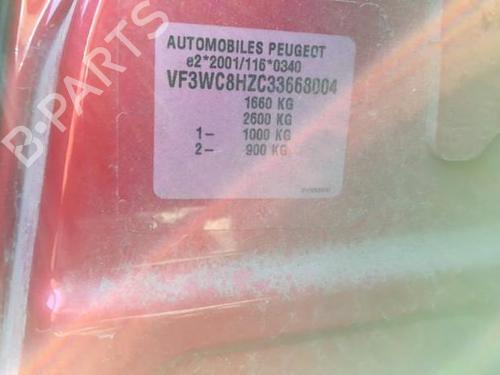 AUTOMOBILES PEUGEOT
e2*2001/116*0340
VF3WC8HZC33668004
1660 KG
2600 KG
1- 1000 KG
2- 900 KG
B-PARTS